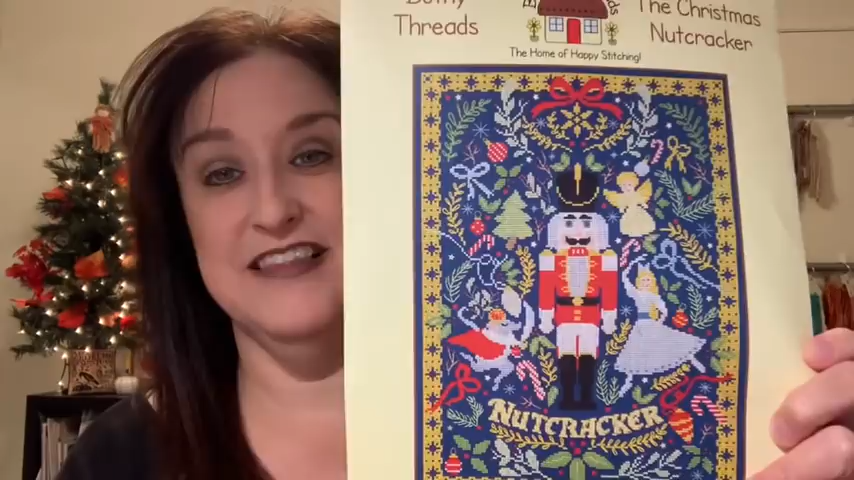 Threads
The Christmas
Nutcracker
The Home of Happy Stitching!
NUTCRACKER